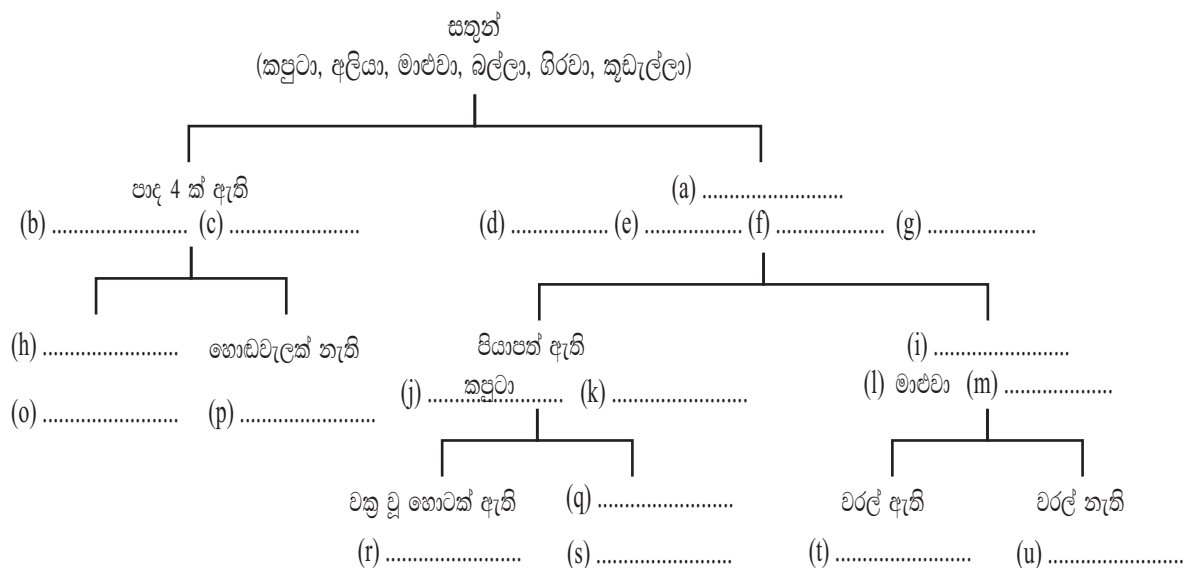 සතුන්
(කපුටා, අලියා, මාළුවා, බල්ලා, ගිරවා, කූඩැල්ලා)
පාද 4 ක් ඇති (a) ..........................
(b) ......................... (c) ........................ (d) .................. (e) .................. (f) .................... (g) ....................
(h) ......................... හොඬවැලක් නැති පියාපත් ඇති (i) .........................
(j) කපුටා (k) ......................... (l) මාළුවා (m) ....................
(o) ......................... (p) .........................
වක්‍ර වූ හොටක් ඇති (q) ......................... වරල් ඇති වරල් නැති
(r) ......................... (s) ......................... (t) ......................... (u) .........................